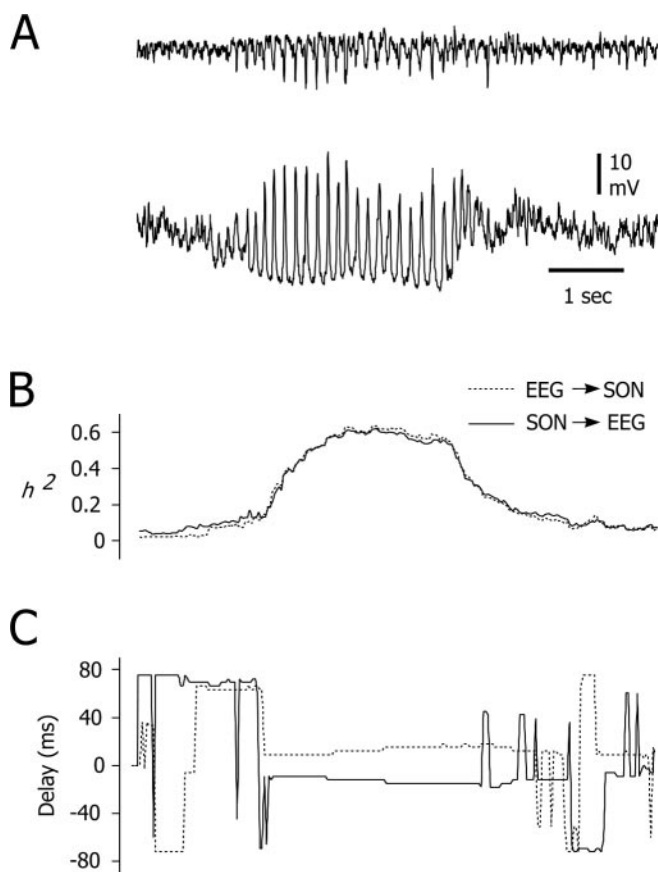 A
10
mV
1 sec
B
EEG → SON
SON → EEG
h 2
0.6
0.4
0.2
0
C
Delay (ms)
80
40
0
-40
-80